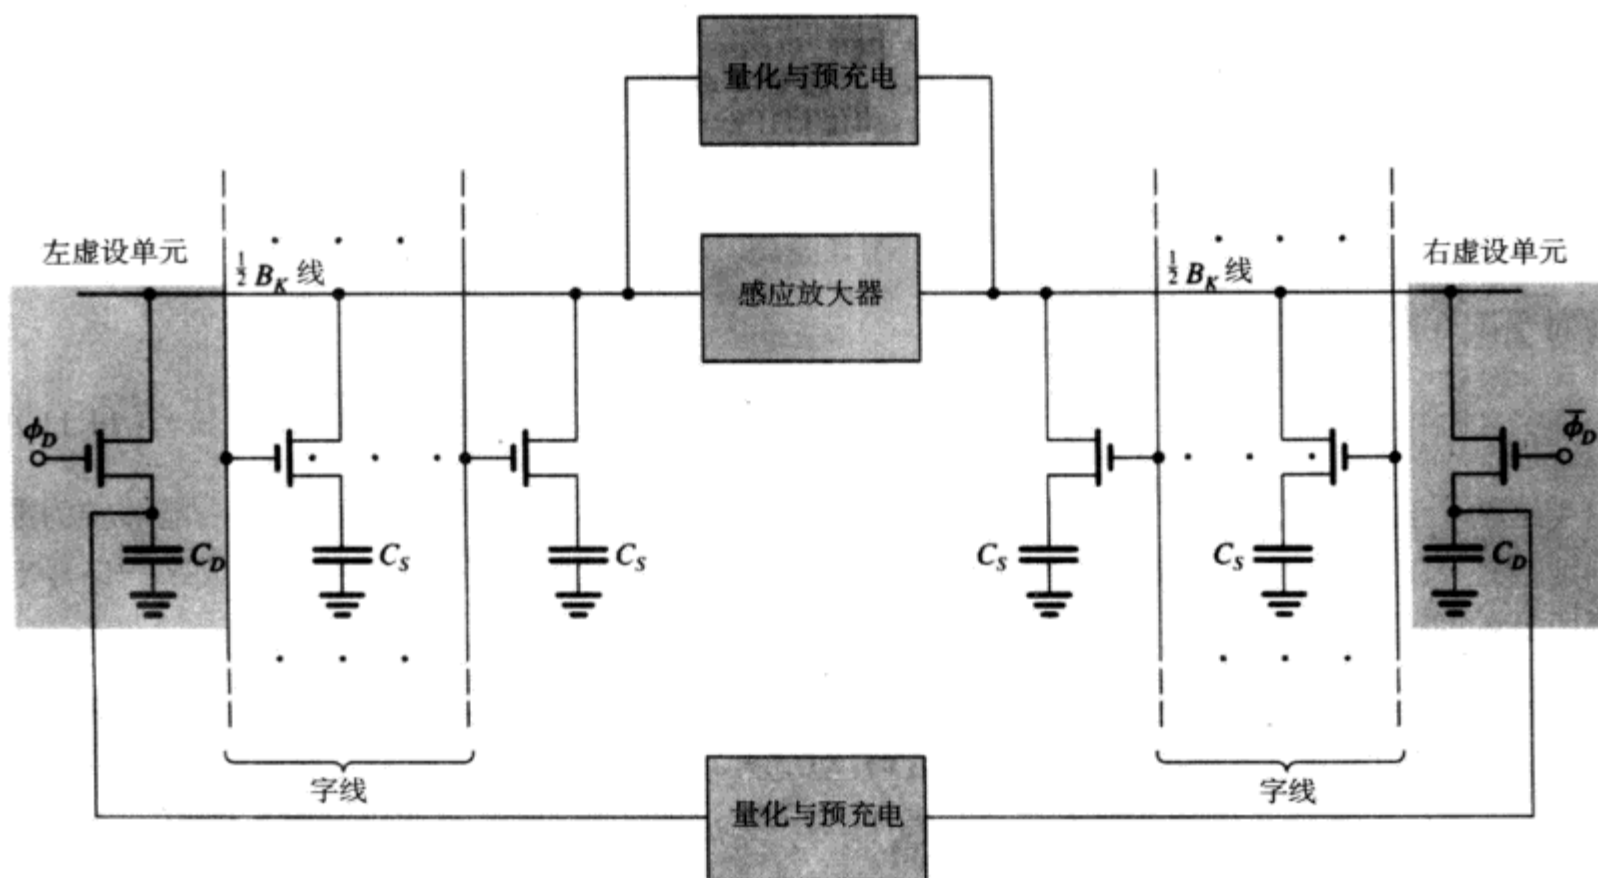 量化与预充电
左虚设单元
½ B_K 线
感应放大器
½ B_K 线
右虚设单元
ϕ_D
ϕ̅_D
C_D
C_S
C_S
C_S
C_S
C_D
字线
字线
量化与预充电